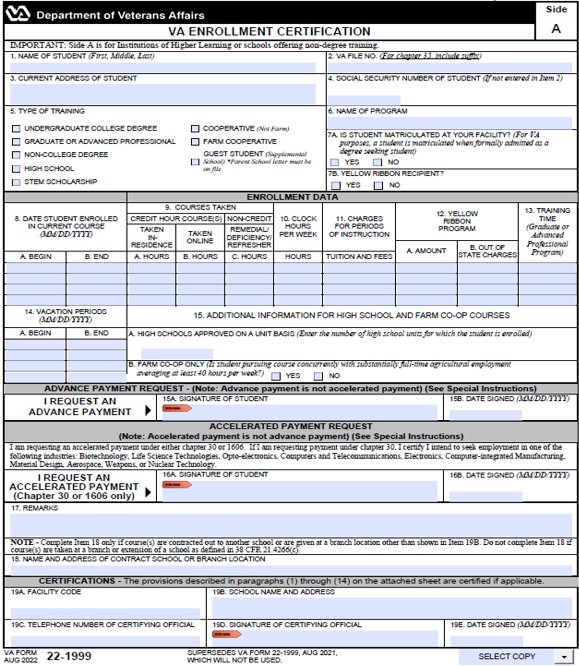 VA Department of Veterans Affairs
Side
A
VA ENROLLMENT CERTIFICATION
IMPORTANT: Side A is for Institutions of Higher Learning or schools offering non-degree training.
1. NAME OF STUDENT (First, Middle, Last)
2. VA FILE NO. (For chapter 35, include suffix)
3. CURRENT ADDRESS OF STUDENT
4. SOCIAL SECURITY NUMBER OF STUDENT (If not entered in Item 2)
5. TYPE OF TRAINING
UNDERGRADUATE COLLEGE DEGREE
GRADUATE OR ADVANCED PROFESSIONAL
NON-COLLEGE DEGREE
HIGH SCHOOL
STEM SCHOLARSHIP
COOPERATIVE (Not Farm)
FARM COOPERATIVE
GUEST STUDENT (Supplemental
School) *Parent School letter must be
on file
6. NAME OF PROGRAM
7A. IS STUDENT MATRICULATED AT YOUR FACILITY? (For VA
purposes, a student is matriculated when formally admitted as a
degree seeking student)
YES NO
7B. YELLOW RIBBON RECIPIENT?
YES NO
ENROLLMENT DATA
8. DATE STUDENT ENROLLED
IN CURRENT COURSE
(MM/DD/YYYY)
A. BEGIN B. END
9. COURSES TAKEN
CREDIT HOUR COURSE(S) NON-CREDIT
TAKEN
IN-
RESIDENCE
TAKEN
ONLINE
REMEDIAL/
DEFICIENCY/
REFRESHER
A. HOURS B. HOURS C. HOURS
10. CLOCK
HOURS
PER WEEK
HOURS
11. CHARGES
FOR PERIODS
OF INSTRUCTION
TUITION AND FEES
12. YELLOW
RIBBON
PROGRAM
A. AMOUNT
B. OUT OF
STATE CHARGES
13. TRAINING
TIME
(Graduate or
Advanced
Professional
Program)
14. VACATION PERIODS
(MM/DD/YYYY)
A. BEGIN B. END
15. ADDITIONAL INFORMATION FOR HIGH SCHOOL AND FARM CO-OP COURSES
A. HIGH SCHOOLS APPROVED ON A UNIT BASIS (Enter the number of high school units for which the student is enrolled)
B. FARM CO-OP ONLY (Is student pursuing course concurrently with substantially full-time agricultural employment
averaging at least 40 hours per week?) YES NO
ADVANCE PAYMENT REQUEST - (Note: Advance payment is not accelerated payment) (See Special Instructions)
I REQUEST AN
ADVANCE PAYMENT
15A. SIGNATURE OF STUDENT
15B. DATE SIGNED (MM/DD/YYYY)
ACCELERATED PAYMENT REQUEST
(Note: Accelerated payment is not advance payment) (See Special Instructions)
I am requesting an accelerated payment under either chapter 30 or 1606. If I am requesting payment under chapter 30, I certify I intend to seek employment in one of the
following industries: Biotechnology, Life Science Technologies, Opto-electronics, Computers and Telecommunications, Electronics, Computer-integrated Manufacturing,
Material Design, Aerospace, Weapons, or Nuclear Technology.
I REQUEST AN
ACCELERATED PAYMENT
(Chapter 30 or 1606 only)
16A. SIGNATURE OF STUDENT
16B. DATE SIGNED (MM/DD/YYYY)
17. REMARKS
NOTE - Complete Item 18 only if course(s) are contracted out to another school or are given at a branch location other than shown in Item 19B. Do not complete Item 18 if
course(s) are taken at a branch or extension of a school as defined in 38 CFR 21.4266(c).
18. NAME AND ADDRESS OF CONTRACT SCHOOL OR BRANCH LOCATION
CERTIFICATIONS - The provisions described in paragraphs (1) through (14) on the attached sheet are certified if applicable.
19A. FACILITY CODE
19B. SCHOOL NAME AND ADDRESS
19C. TELEPHONE NUMBER OF CERTIFYING OFFICIAL
19D. SIGNATURE OF CERTIFYING OFFICIAL
19E. DATE SIGNED (MM/DD/YYYY)
VA FORM
AUG 2022 22-1999
SUPERSEDES VA FORM 22-1999, AUG 2021,
WHICH WILL NOT BE USED.
SELECT COPY